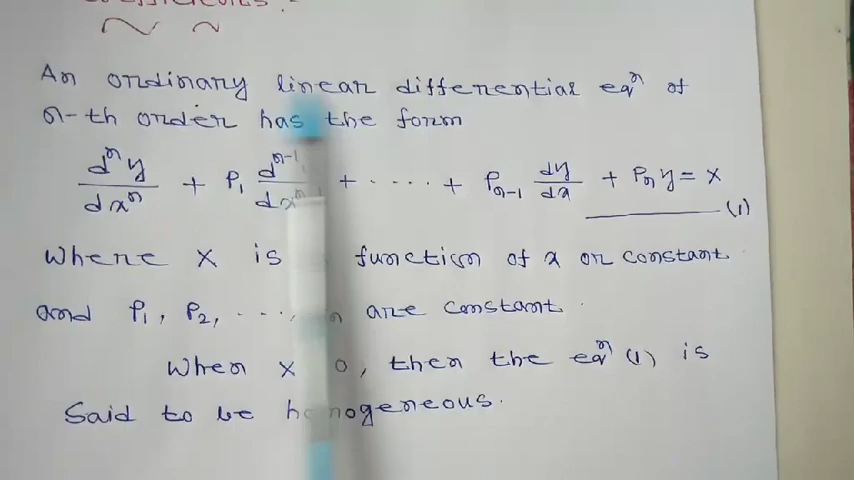 An ordinary linear differential eqⁿ of
n-th order has the form
dⁿy/dxⁿ + P₁ dⁿ⁻¹/dxⁿ + ..... + Pₙ₋₁ dy/dx + Pₙy = X
(1)
Where X is function of x or constant
and P₁, P₂, ...., are constant.
When X 0, then the eqⁿ (1) is
Said to be homogeneous.